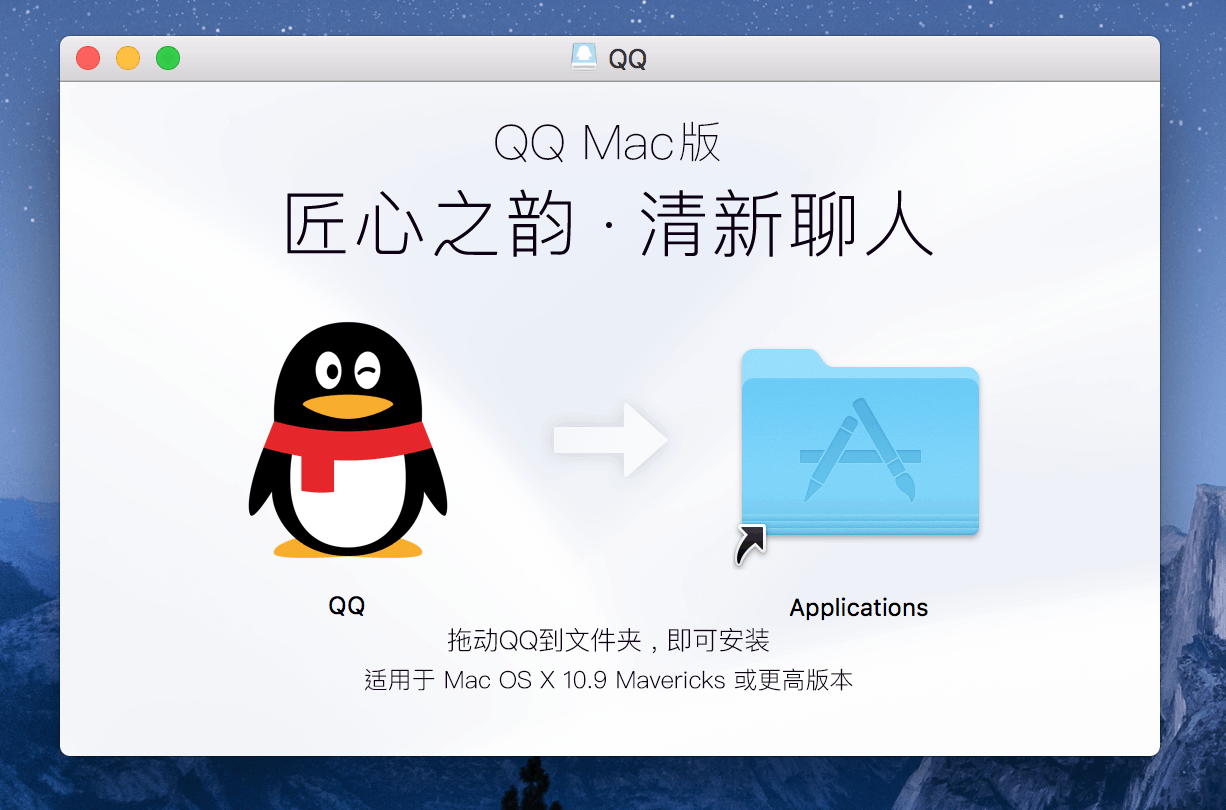 QQ
QQ Mac版
匠心之韵 · 清新聊人
QQ
Applications
拖动QQ到文件夹，即可安装
适用于 Mac OS X 10.9 Mavericks 或更高版本